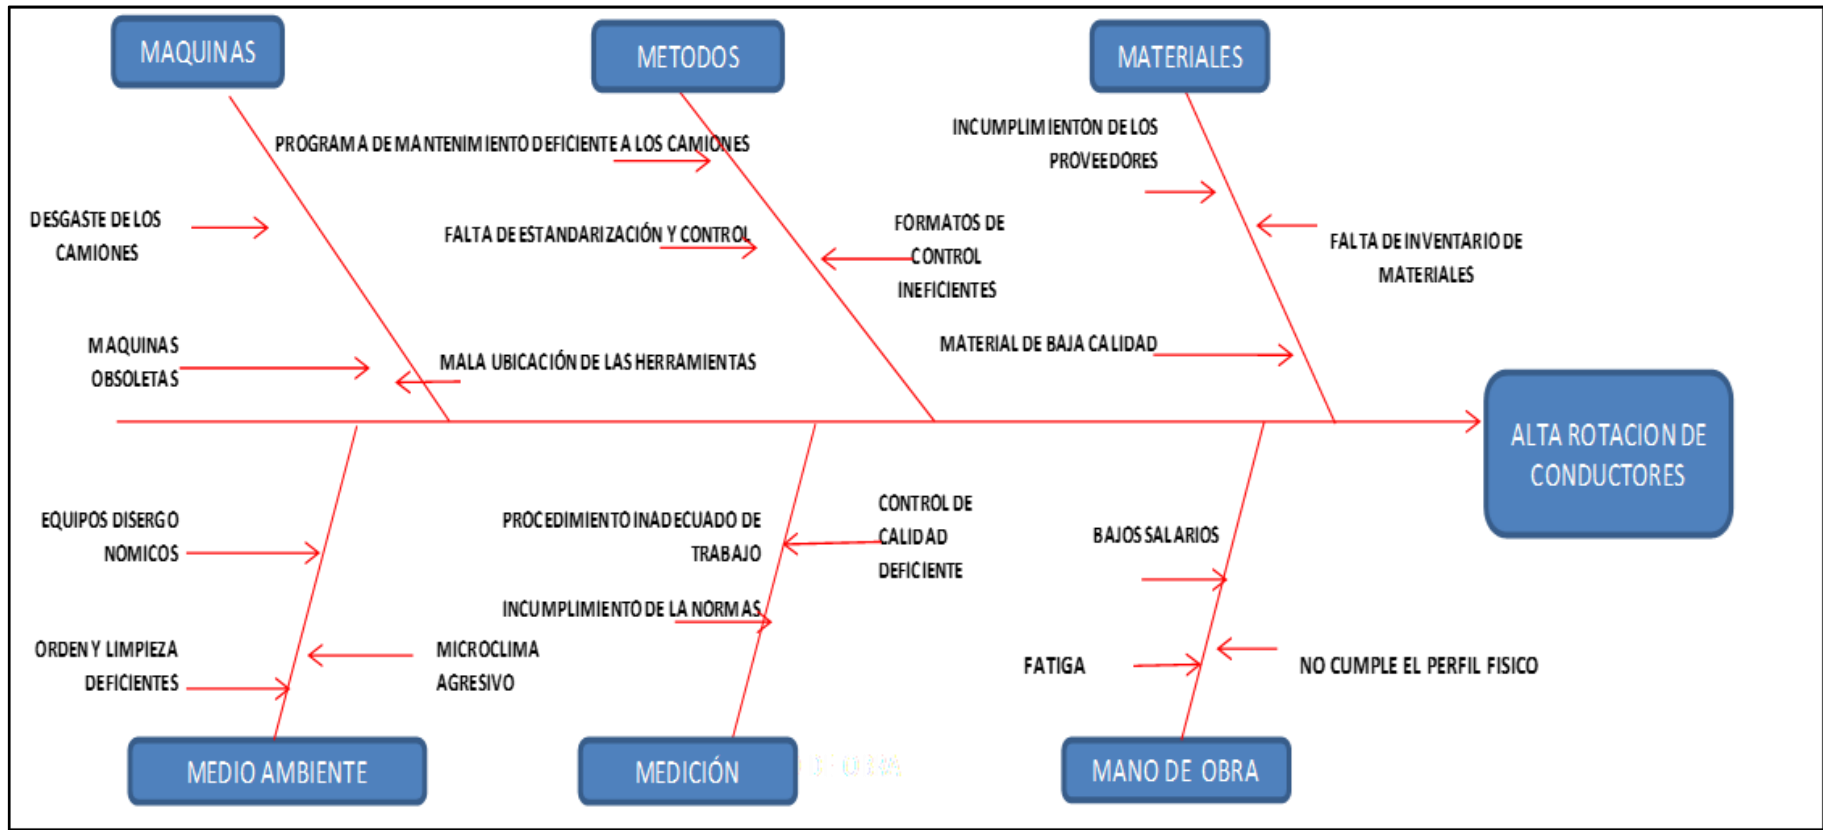 MAQUINAS
METODOS
MATERIALES
PROGRAMA DE MANTENIMIENTO DEFICIENTE A LOS CAMIONES
INCUMPLIMIENTON DE LOS
PROVEEDORES
DESGASTE DE LOS
CAMIONES
FALTA DE ESTANDARIZACIÓN Y CONTROL
FORMATOS DE
CONTROL
INEFICIENTES
FALTA DE INVENTARIO DE
MATERIALES
MAQUINAS
OBSOLETAS
MALA UBICACIÓN DE LAS HERRAMIENTAS
MATERIAL DE BAJA CALIDAD
ALTA ROTACION DE
CONDUCTORES
EQUIPOS DISERGO
NOMICOS
PROCEDIMIENTO INADECUADO DE
TRABAJO
CONTROL DE
CALIDAD
DEFICIENTE
BAJOS SALARIOS
INCUMPLIMIENTO DE LA NORMAS
ORDEN Y LIMPIEZA
DEFICIENTES
MICROCLIMA
AGRESIVO
FATIGA
NO CUMPLE EL PERFIL FISICO
MEDIO AMBIENTE
MEDICIÓN
MANO DE OBRA